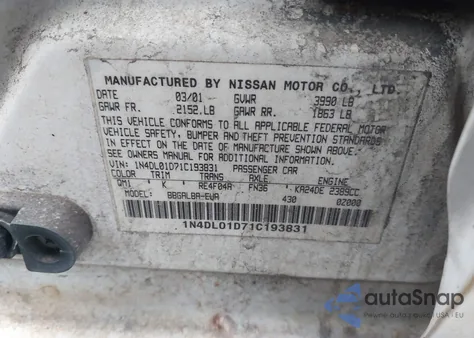 MANUFACTURED BY NISSAN MOTOR CO., LTD.
DATE 03/01 GVWR 3990 LB
GAWR FR. 2152 LB GAWR RR. 1863 LB
THIS VEHICLE CONFORMS TO ALL APPLICABLE FEDERAL MOTOR
VEHICLE SAFETY, BUMPER AND THEFT PREVENTION STANDARDS
IN EFFECT ON THE DATE OF MANUFACTURE SHOWN ABOVE.
SEE OWNERS MANUAL FOR ADDITIONAL INFORMATION
VIN: 1N4DL01D71C193831 PASSENGER CAR
COLOR TRIM TRANS AXLE ENGINE
QM1 K RE4F04A FN36 KA24DE 2389CC
MODEL: BBGALBA-EUA 430 02000
1N4DL01D71C193831
autoSnap